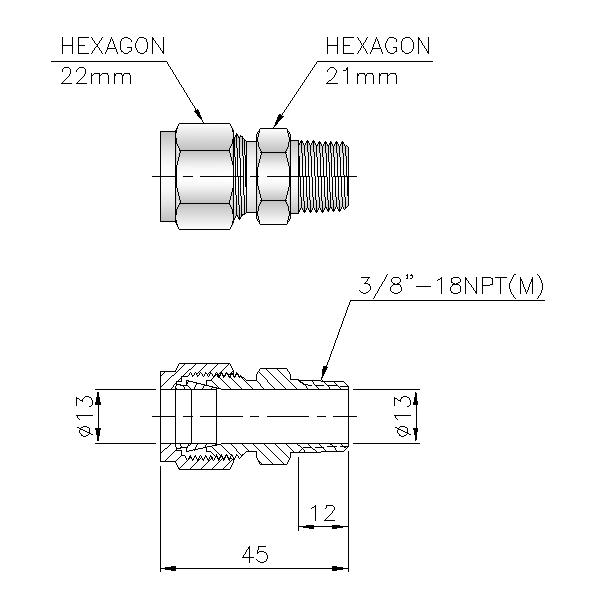 HEXAGON
22mm
HEXAGON
21mm
3/8”-18NPT(M)
ø13
ø13
12
45